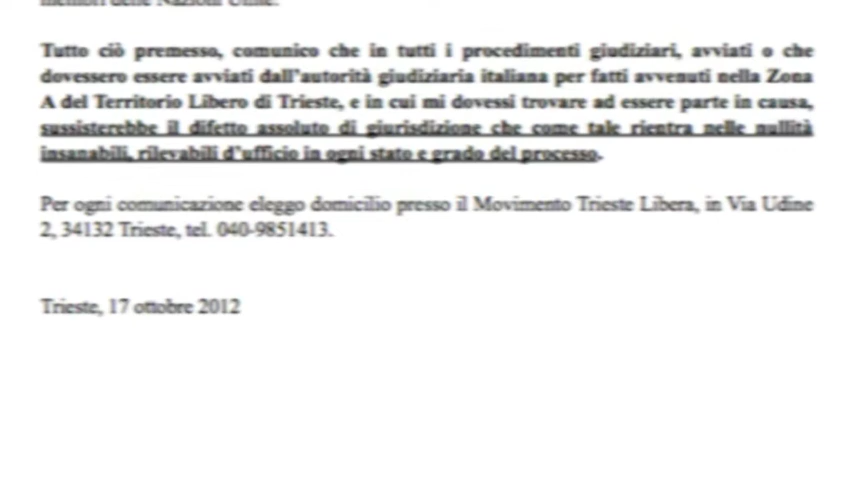 membri delle Nazioni Unite.
Tutto ciò premesso, comunico che in tutti i procedimenti giudiziari, avviati o che
dovessero essere avviati dall'autorità giudiziaria italiana per fatti avvenuti nella Zona
A del Territorio Libero di Trieste, e in cui mi dovessi trovare ad essere parte in causa,
sussisterebbe il difetto assoluto di giurisdizione che come tale rientra nelle nullità
insanabili, rilevabili d'ufficio in ogni stato e grado del processo.
Per ogni comunicazione eleggo domicilio presso il Movimento Trieste Libera, in Via Udine
2, 34132 Trieste, tel. 040-9851413.
Trieste, 17 ottobre 2012